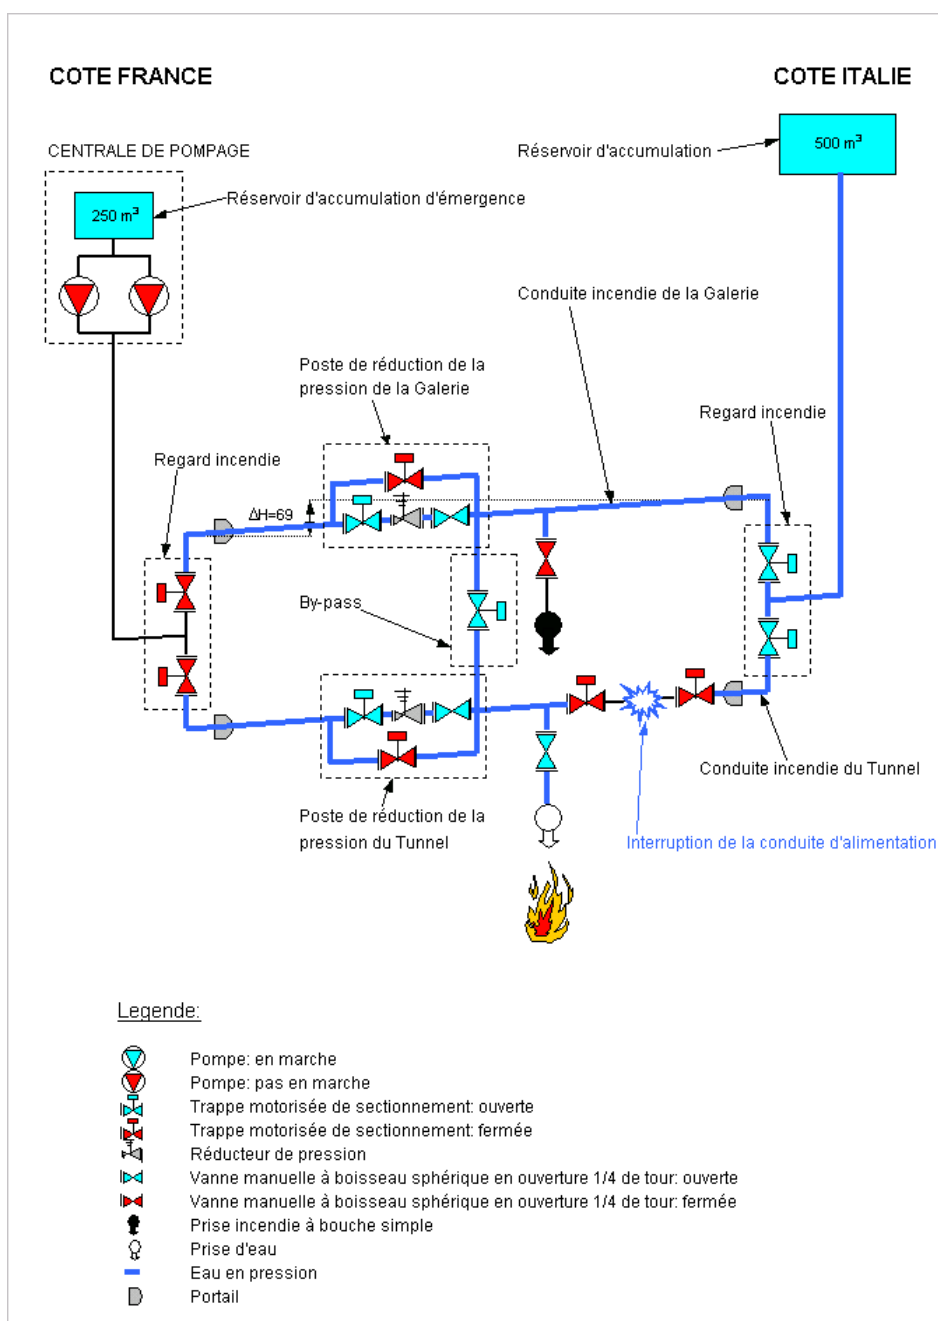 COTE FRANCE
COTE ITALIE
CENTRALE DE POMPAGE
Réservoir d'accumulation
500 m³
250 m³
Réservoir d'accumulation d'émergence
Conduite incendie de la Galerie
Poste de réduction de la
pression de la Galerie
Regard incendie
Regard incendie
ΔH=69
By-pass
Conduite incendie du Tunnel
Poste de réduction de la
pression du Tunnel
Interruption de la conduite d'alimentation
Legende:
Pompe: en marche
Pompe: pas en marche
Trappe motorisée de sectionnement: ouverte
Trappe motorisée de sectionnement: fermée
Réducteur de pression
Vanne manuelle à boisseau sphérique en ouverture 1/4 de tour: ouverte
Vanne manuelle à boisseau sphérique en ouverture 1/4 de tour: fermée
Prise incendie à bouche simple
Prise d'eau
Eau en pression
Portail